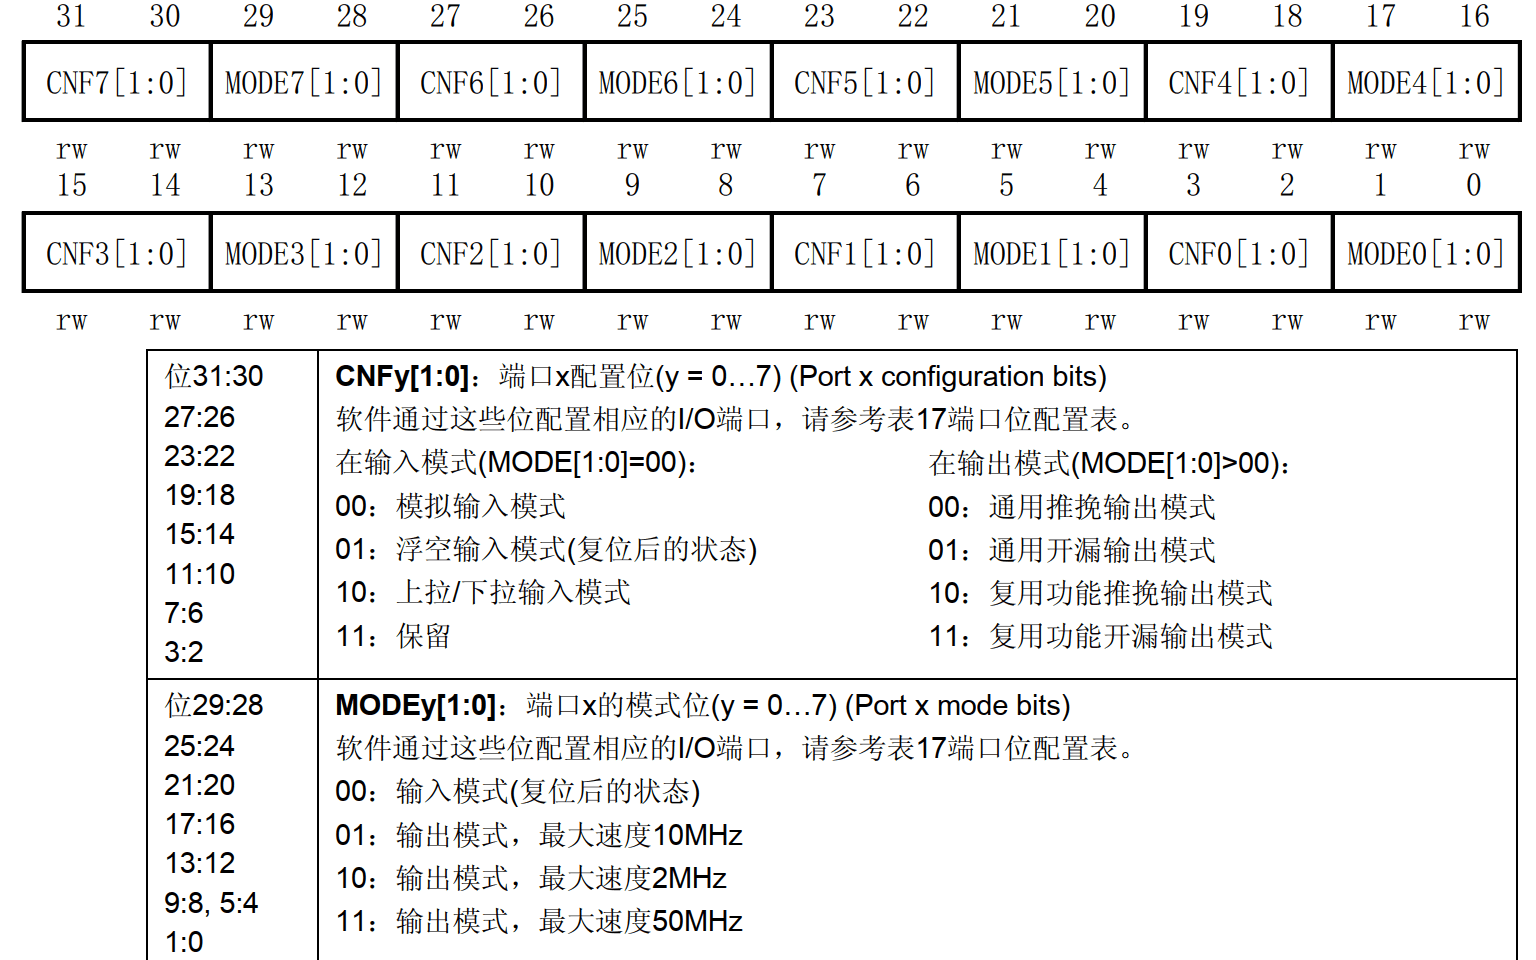 31 30 29 28 27 26 25 24 23 22 21 20 19 18 17 16
CNF7[1:0] MODE7[1:0] CNF6[1:0] MODE6[1:0] CNF5[1:0] MODE5[1:0] CNF4[1:0] MODE4[1:0]
rw rw rw rw rw rw rw rw rw rw rw rw rw rw rw rw
15 14 13 12 11 10 9 8 7 6 5 4 3 2 1 0
CNF3[1:0] MODE3[1:0] CNF2[1:0] MODE2[1:0] CNF1[1:0] MODE1[1:0] CNF0[1:0] MODE0[1:0]
rw rw rw rw rw rw rw rw rw rw rw rw rw rw rw rw
位31:30
27:26
23:22
19:18
15:14
11:10
7:6
3:2
CNFy[1:0]：端口x配置位(y = 0…7) (Port x configuration bits)
软件通过这些位配置相应的I/O端口，请参考表17端口位配置表。
在输入模式(MODE[1:0]=00)：
00：模拟输入模式
01：浮空输入模式(复位后的状态)
10：上拉/下拉输入模式
11：保留
在输出模式(MODE[1:0]>00)：
00：通用推挽输出模式
01：通用开漏输出模式
10：复用功能推挽输出模式
11：复用功能开漏输出模式
位29:28
25:24
21:20
17:16
13:12
9:8, 5:4
1:0
MODEy[1:0]：端口x的模式位(y = 0…7) (Port x mode bits)
软件通过这些位配置相应的I/O端口，请参考表17端口位配置表。
00：输入模式(复位后的状态)
01：输出模式，最大速度10MHz
10：输出模式，最大速度2MHz
11：输出模式，最大速度50MHz